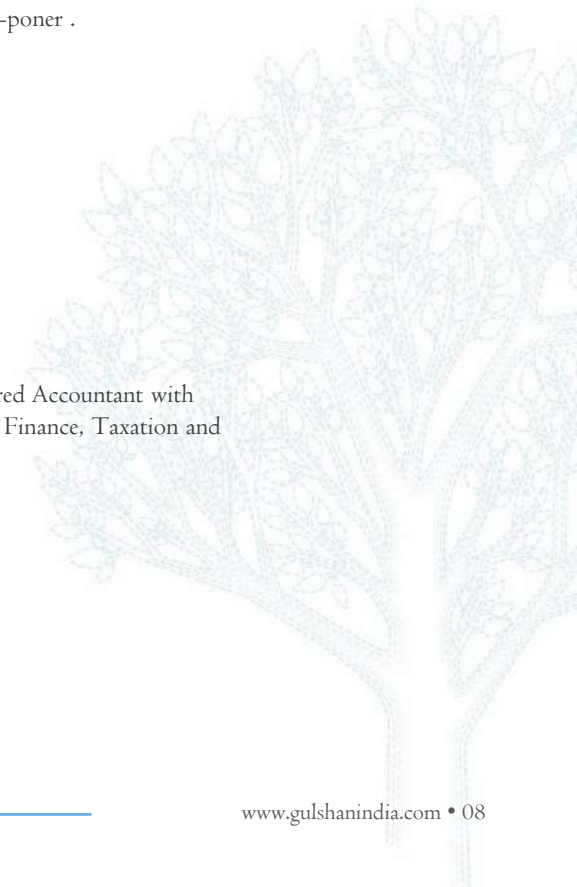 -poner .
red Accountant with
Finance, Taxation and
www.gulshanindia.com • 08